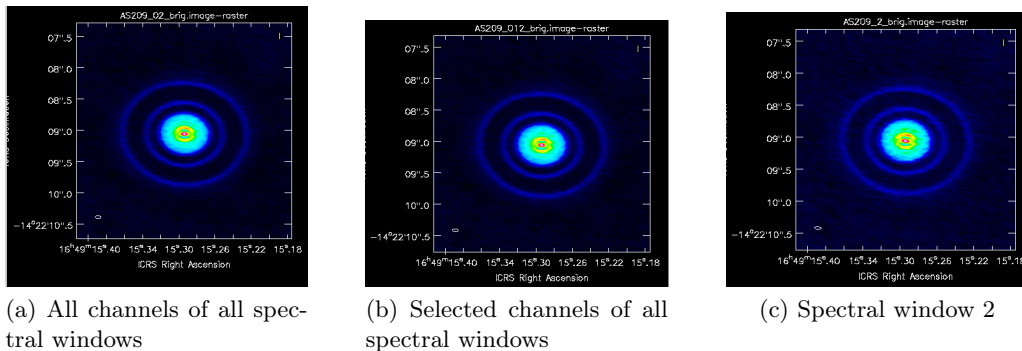 AS209_02_brig.image-raster
07".5
08".0
08".5
09".0
09".5
10".0
-14°22'10".5
16ʰ49ᵐ15ˢ.40 15ˢ.34 15ˢ.30 15ˢ.26 15ˢ.22 15ˢ.18
ICRS Right Ascension
(a) All channels of all spec-
tral windows
AS209_012_brig.image-raster
07".5
08".0
08".5
09".0
09".5
10".0
-14°22'10".5
16ʰ49ᵐ15ˢ.40 15ˢ.34 15ˢ.30 15ˢ.26 15ˢ.22 15ˢ.18
ICRS Right Ascension
(b) Selected channels of all
spectral windows
AS209_2_brig.image-raster
07".5
08".0
08".5
09".0
09".5
10".0
-14°22'10".5
16ʰ49ᵐ15ˢ.40 15ˢ.34 15ˢ.30 15ˢ.26 15ˢ.22 15ˢ.18
ICRS Right Ascension
(c) Spectral window 2